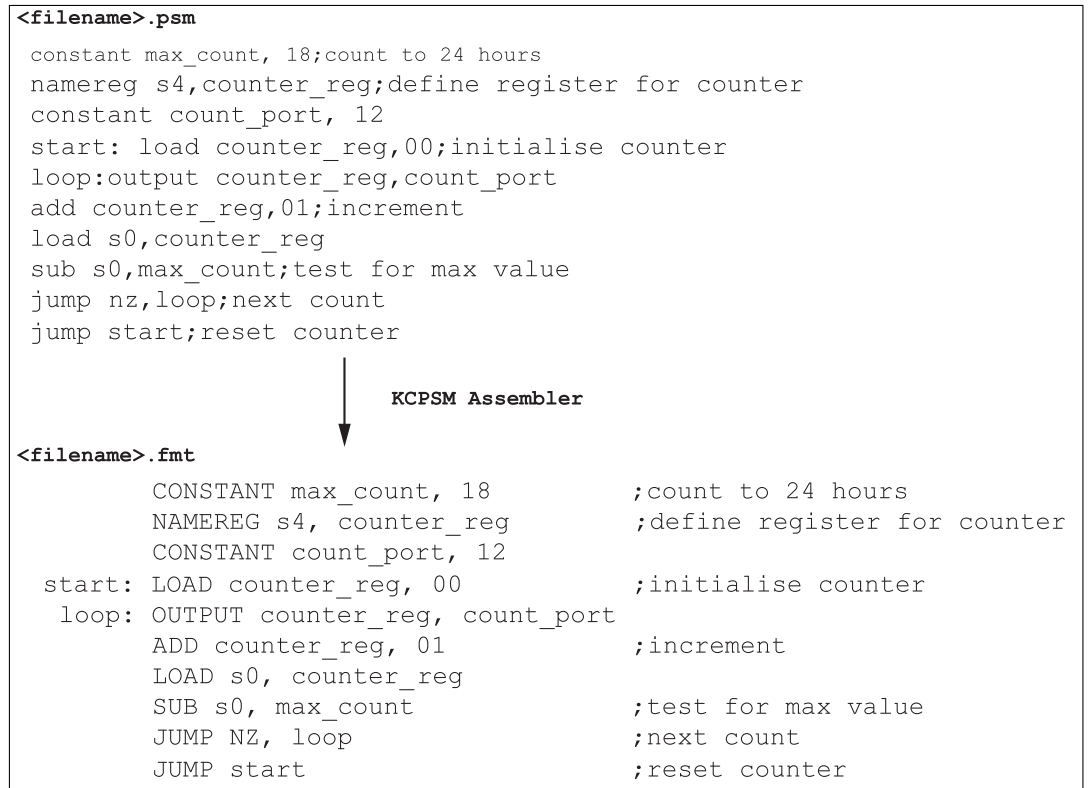 <filename>.psm
constant max_count, 18;count to 24 hours
namereg s4,counter_reg;define register for counter
constant count_port, 12
start: load counter_reg,00;initialise counter
loop:output counter_reg,count_port
add counter_reg,01;increment
load s0,counter_reg
sub s0,max_count;test for max value
jump nz,loop;next count
jump start;reset counter
KCPSM Assembler
<filename>.fmt
CONSTANT max_count, 18 ;count to 24 hours
NAMEREG s4, counter_reg ;define register for counter
CONSTANT count_port, 12
start: LOAD counter_reg, 00 ;initialise counter
loop: OUTPUT counter_reg, count_port
ADD counter_reg, 01 ;increment
LOAD s0, counter_reg
SUB s0, max_count ;test for max value
JUMP NZ, loop ;next count
JUMP start ;reset counter